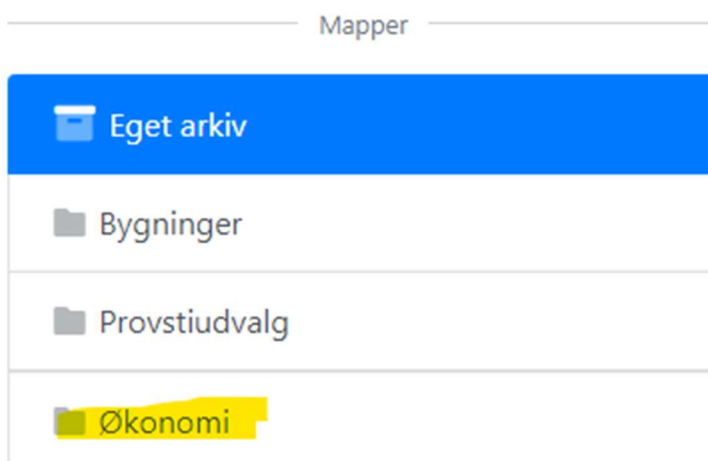 Mapper
Eget arkiv
Bygninger
Provstiudvalg
Økonomi